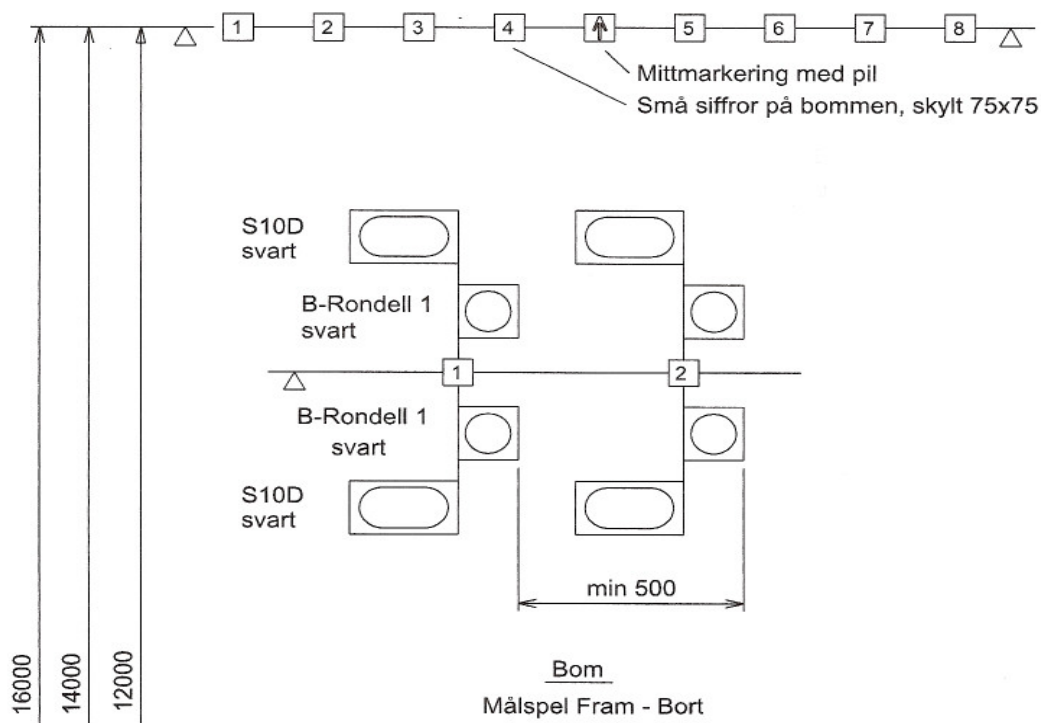 1 2 3 4 5 6 7 8
Mittmarkering med pil
Små siffror på bommen, skylt 75x75
S10D
svart
B-Rondell 1
svart
1 2
B-Rondell 1
svart
S10D
svart
min 500
16000
14000
12000
Bom
Målspel Fram - Bort